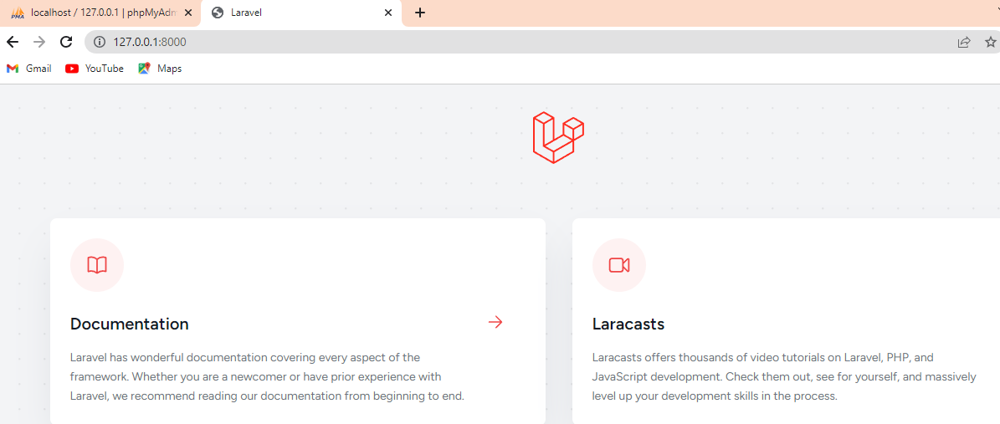 localhost / 127.0.0.1 | phpMyAdm
Laravel
127.0.0.1:8000
Gmail
YouTube
Maps
Documentation
Laravel has wonderful documentation covering every aspect of the
framework. Whether you are a newcomer or have prior experience with
Laravel, we recommend reading our documentation from beginning to end.
Laracasts
Laracasts offers thousands of video tutorials on Laravel, PHP, and
JavaScript development. Check them out, see for yourself, and massively
level up your development skills in the process.